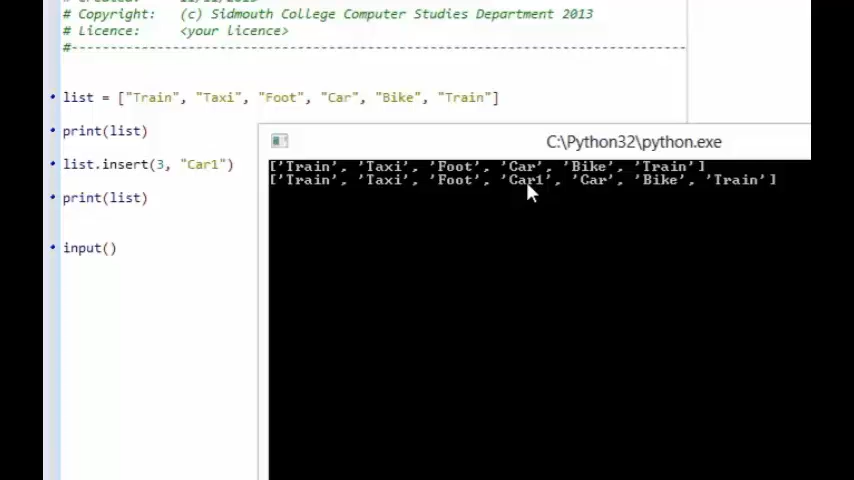 # Copyright: (c) Sidmouth College Computer Studies Department 2013
# Licence: <your licence>
#-----------------------------------------------------------------------------
list = ["Train", "Taxi", "Foot", "Car", "Bike", "Train"]
print(list)
list.insert(3, "Car1")
print(list)
input()
C:\Python32\python.exe
['Train', 'Taxi', 'Foot', 'Car', 'Bike', 'Train']
['Train', 'Taxi', 'Foot', 'Car1', 'Car', 'Bike', 'Train']